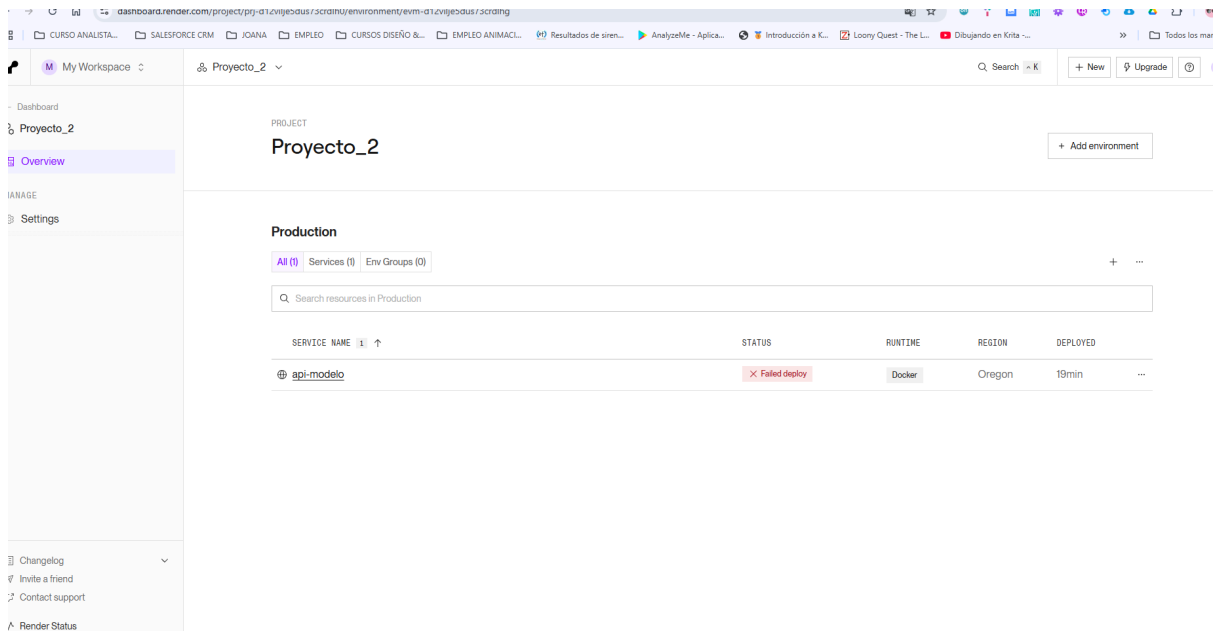 dashboard.render.com/project/prj-d12vilje5dus73crdlh0/environment/evm-d12vilje5dus73crdlhg
CURSO ANALISTA... SALESFORCE CRM JOANA EMPLEO CURSOS DISEÑO &... EMPLEO ANIMACI... Resultados de siren... AnalyzeMe - Aplica... Introducción a K... Loony Quest - The L... Dibujando en Krita -... » Todos los mar
M My Workspace Proyecto_2 Search K + New Upgrade
Dashboard
Proyecto_2
Overview
MANAGE
Settings
PROJECT
Proyecto_2
+ Add environment
Production
All (1) Services (1) Env Groups (0)
Search resources in Production
SERVICE NAME 1 ↑ STATUS RUNTIME REGION DEPLOYED
api-modelo Failed deploy Docker Oregon 19min
Changelog
Invite a friend
Contact support
Render Status